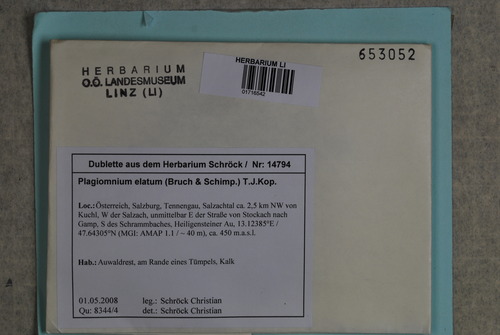 HERBARIUM
O.Ö. LANDESMUSEUM
LINZ (LI)
HERBARIUM LI
01716542
653052
Dublette aus dem Herbarium Schröck / Nr: 14794
Plagiomnium elatum (Bruch & Schimp.) T.J.Kop.
Loc.: Österreich, Salzburg, Tennengau, Salzachtal ca. 2,5 km NW von
Kuchl, W der Salzach, unmittelbar E der Straße von Stockach nach
Gamp, S des Schrammbaches, Heiligensteiner Au, 13.12385°E /
47.64305°N (MGI: AMAP 1.1 / ~ 40 m), ca. 450 m.a.s.l.
Hab.: Auwaldrest, am Rande eines Tümpels, Kalk
01.05.2008 leg.: Schröck Christian
Qu: 8344/4 det.: Schröck Christian